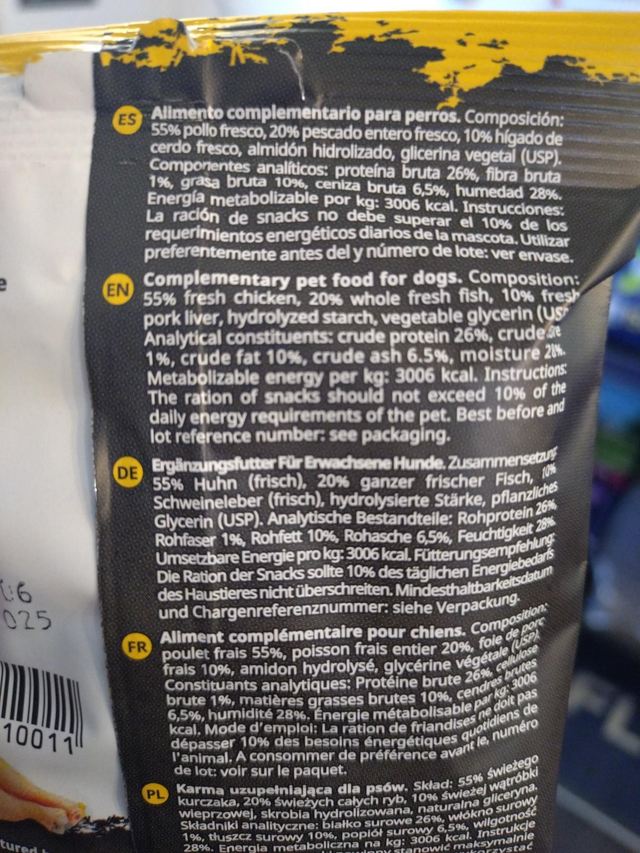 ES Alimento complementario para perros. Composición:
55% pollo fresco, 20% pescado entero fresco, 10% hígado de
cerdo fresco, almidón hidrolizado, glicerina vegetal (USP).
Componentes analíticos: proteína bruta 26%, fibra bruta
1%, grasa bruta 10%, ceniza bruta 6,5%, humedad 28%.
Energía metabolizable por kg: 3006 kcal. Instrucciones:
La ración de snacks no debe superar el 10% de los
requerimientos energéticos diarios de la mascota. Utilizar
preferentemente antes del y número de lote: ver envase.
EN Complementary pet food for dogs. Composition:
55% fresh chicken, 20% whole fresh fish, 10% fresh
pork liver, hydrolyzed starch, vegetable glycerin
Analytical constituents: crude protein 26%, crude
1%, crude fat 10%, crude ash 6.5%, moisture 28%.
Metabolizable energy per kg: 3006 kcal. Instructions:
The ration of snacks should not exceed 10% of the
daily energy requirements of the pet. Best before and
lot reference number: see packaging.
DE Ergänzungsfutter Für Erwachsene Hunde. Zusammensetzung
55% Huhn (frisch), 20% ganzer frischer Fisch, 10%
Schweineleber (frisch), hydrolysierte Stärke, pflanzliches
Glycerin (USP). Analytische Bestandteile: Rohprotein 26%
Rohfaser 1%, Rohfett 10%, Rohasche 6,5%, Feuchtigkeit 28%.
Umsetzbare Energie pro kg: 3006 kcal. Fütterungsempfehlung:
Die Ration der Snacks sollte 10% des täglichen Energiebedarfs
des Haustieres nicht überschreiten. Mindesthaltbarkeitsdatum
und Chargenreferenznummer: siehe Verpackung.
FR Aliment complémentaire pour chiens. Composition:
poulet frais 55%, poisson frais entier 20%, foie de porc
frais 10%, amidon hydrolysé, glycérine végétale (USP).
Constituants analytiques: Protéine brute 26%, cellulose
brute 1%, matières grasses brutes 10%, cendres brutes
6,5%, humidité 28%. Énergie métabolisable par kg: 3006
kcal. Mode d'emploi: La ration de friandises ne doit pas
dépasser 10% des besoins énergétiques quotidiens de
l'animal. A consommer de préférence avant le, numéro
de lot: voir sur le paquet.
PL Karma uzupełniająca dla psów. Skład: 55% świeżego
kurczaka, 20% świeżych całych ryb, 10% świeżej wątróbki
wieprzowej, skrobia hydrolizowana, naturalna gliceryna.
Składniki analityczne: białko surowe 26%, włókno surowe
1%, tłuszcz surowy 10%, popiół surowy 6,5%, wilgotność
28%. Energia metaboliczna na kg: 3006 kcal. Instrukcje
stanowić maksymalnie
025
10011